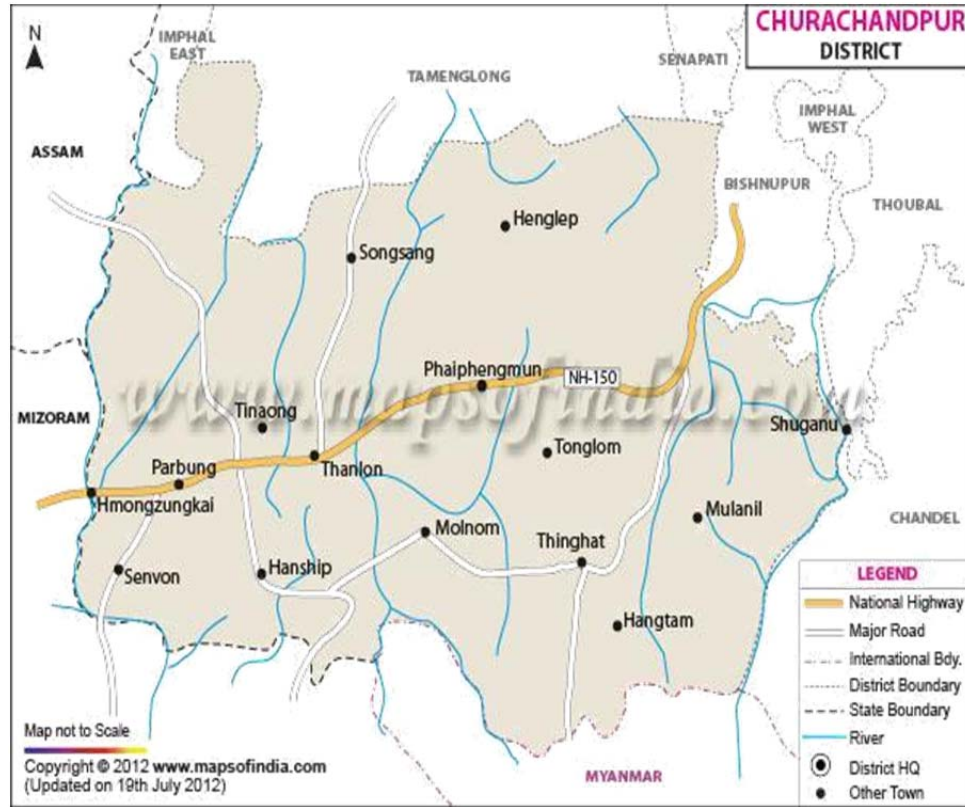 CHURACHANDPUR
DISTRICT
N
IMPHAL
EAST
TAMENGLONG
SENAPATI
IMPHAL
WEST
ASSAM
BISHNUPUR
THOUBAL
Henglep
Songsang
Phaiphengmun
NH-150
www.mapsofindia.com
MIZORAM
Tinaong
Shuganu
Tonglom
Parbung
Thanlon
Hmongzungkai
Mulanil
Molnom
CHANDEL
Thinghat
Senvon
Hanship
Hangtam
LEGEND
National Highway
Major Road
International Bdy.
District Boundary
State Boundary
River
District HQ
Other Town
Map not to Scale
Copyright © 2012 www.mapsofindia.com
(Updated on 19th July 2012)
MYANMAR